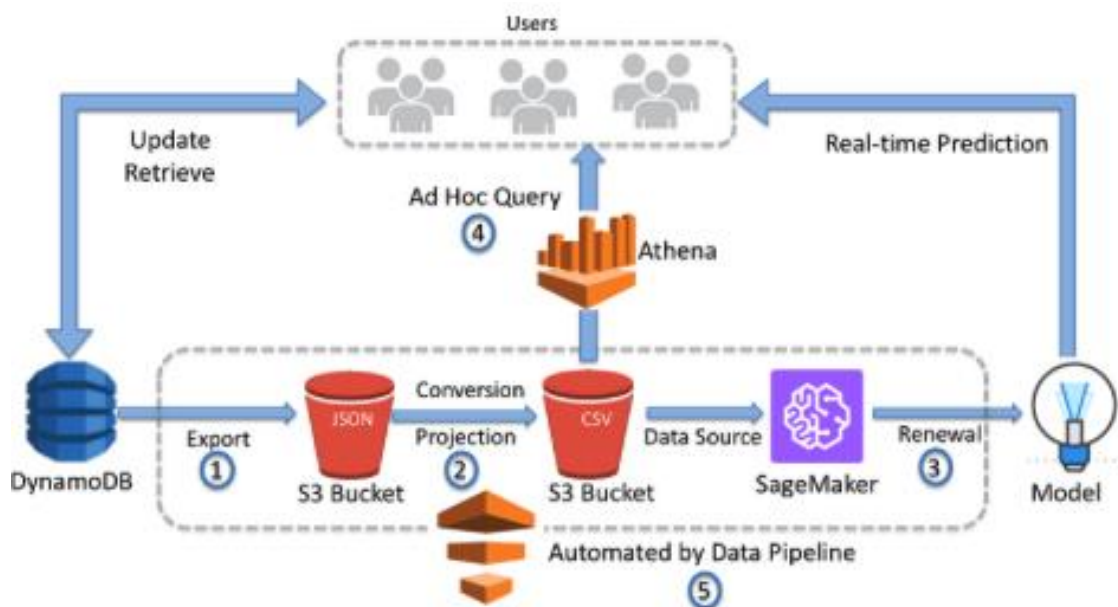 Users
Update
Retrieve
Real-time Prediction
Ad Hoc Query
4
Athena
JSON
Conversion
CSV
Export
Projection
Data Source
Renewal
1
2
3
DynamoDB
S3 Bucket
S3 Bucket
SageMaker
Model
Automated by Data Pipeline
5